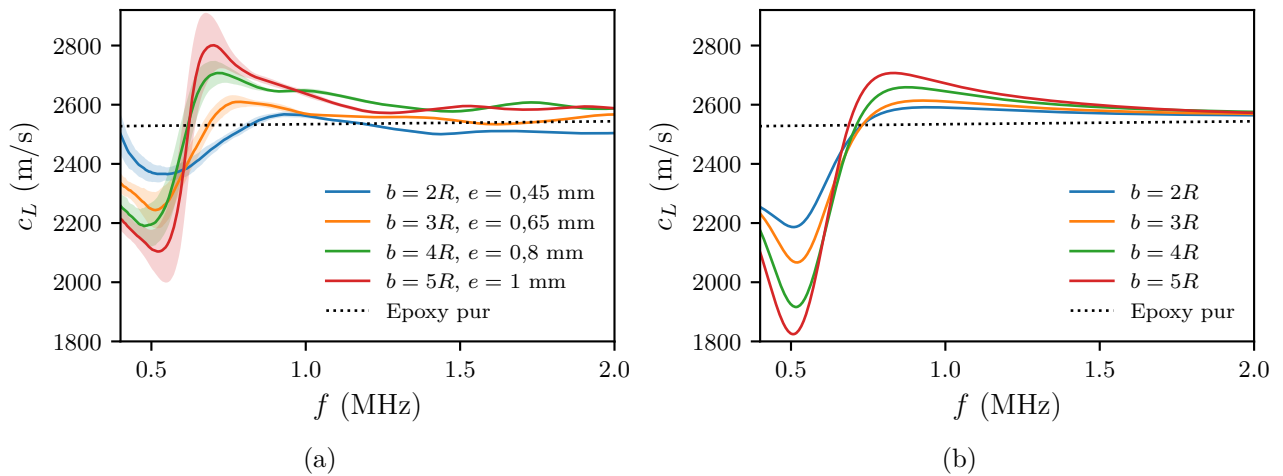 2800
2600
2400
2200
2000
1800
c_L (m/s)
b = 2R, e = 0,45 mm
b = 3R, e = 0,65 mm
b = 4R, e = 0,8 mm
b = 5R, e = 1 mm
Epoxy pur
0.5 1.0 1.5 2.0
f (MHz)
(a)
2800
2600
2400
2200
2000
1800
c_L (m/s)
b = 2R
b = 3R
b = 4R
b = 5R
Epoxy pur
0.5 1.0 1.5 2.0
f (MHz)
(b)